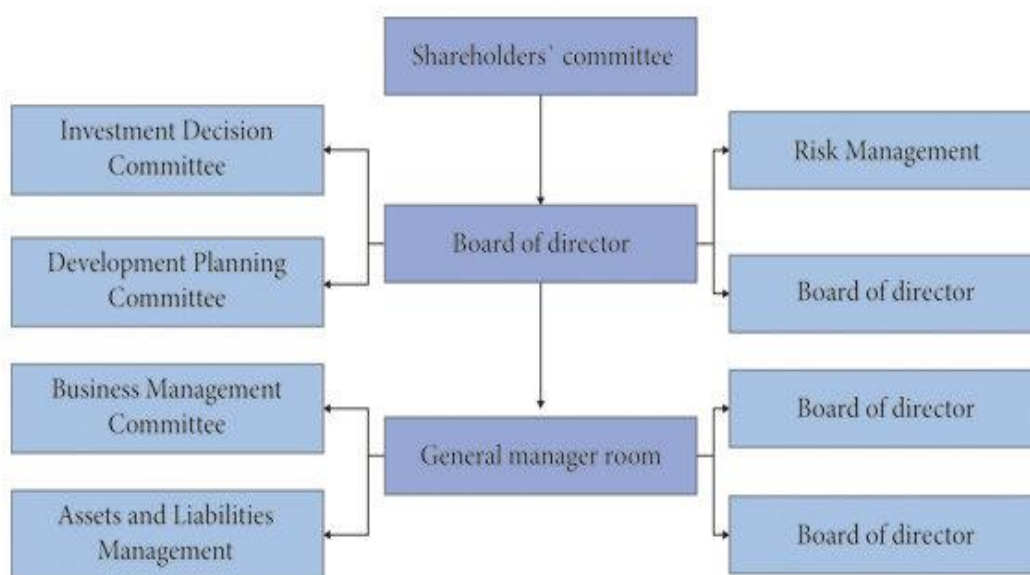 Shareholders` committee
Investment Decision
Committee
Risk Management
Board of director
Development Planning
Committee
Board of director
Business Management
Committee
Board of director
General manager room
Assets and Liabilities
Management
Board of director